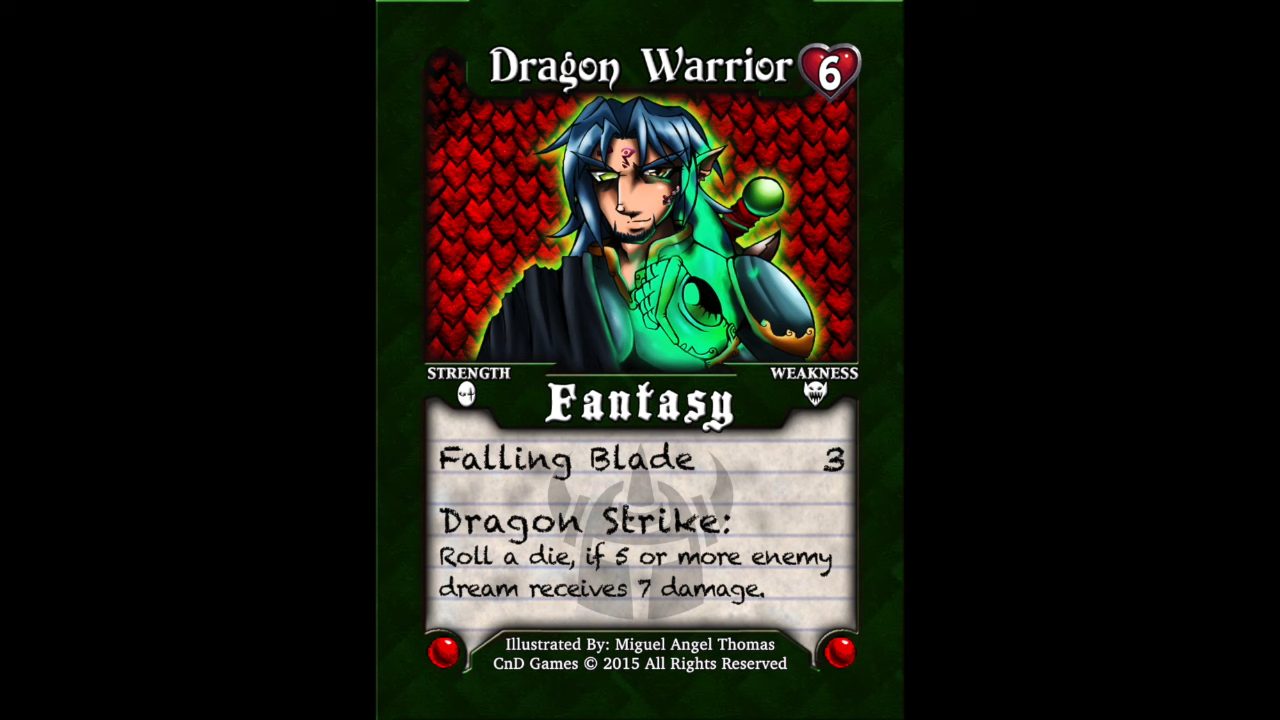 Dragon Warrior 6
STRENGTH WEAKNESS
Fantasy
Falling Blade 3
Dragon Strike:
Roll a die, if 5 or more enemy
dream receives 7 damage.
Illustrated By: Miguel Angel Thomas
CnD Games © 2015 All Rights Reserved